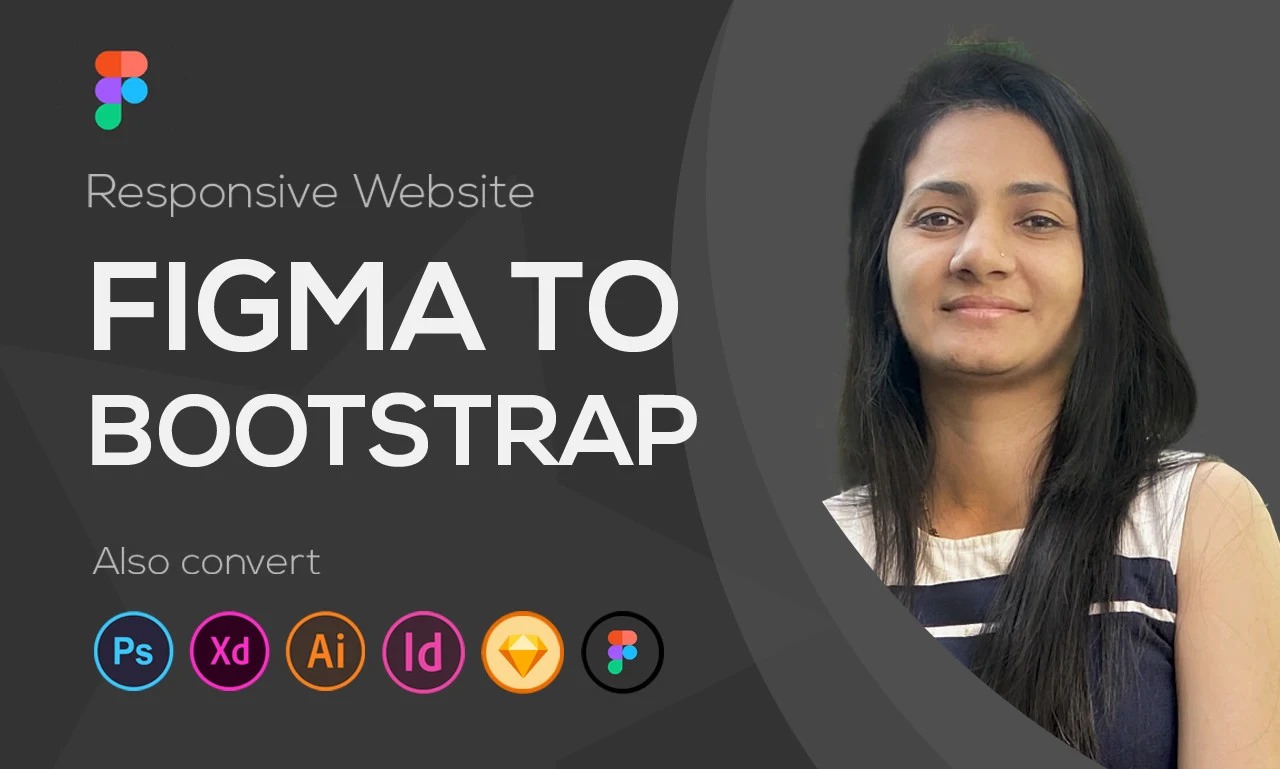 Responsive Website
FIGMA TO
BOOTSTRAP
Also convert
Ps Xd Ai Id